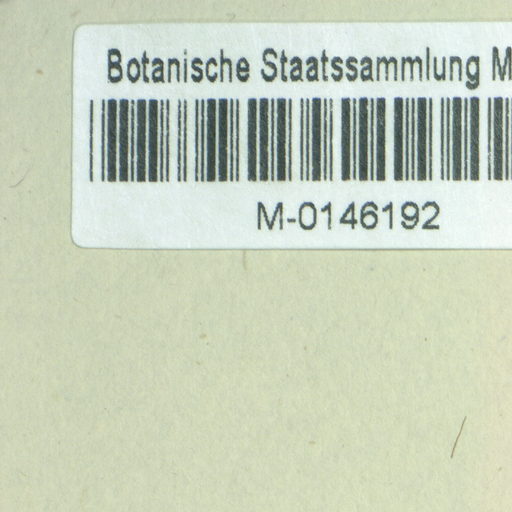 Botanische Staatssammlung M
M-0146192